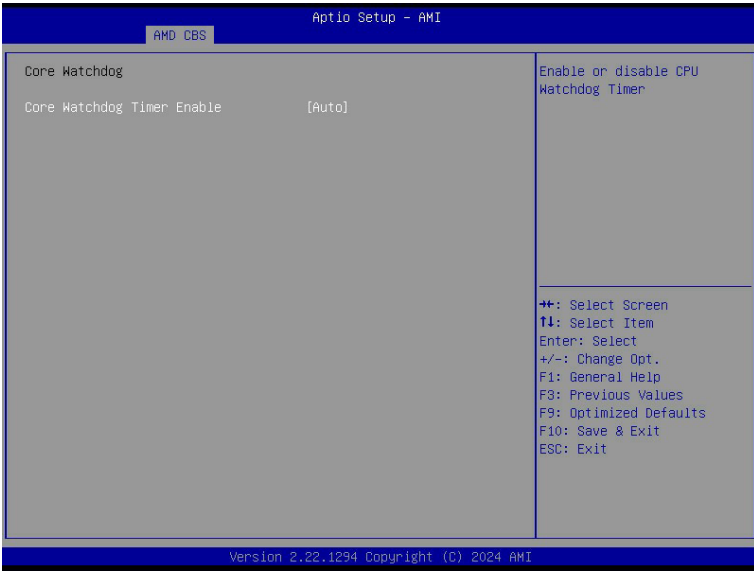 Aptio Setup – AMI
AMD CBS
Core Watchdog
Core Watchdog Timer Enable [Auto]
Enable or disable CPU
Watchdog Timer
→←: Select Screen
↑↓: Select Item
Enter: Select
+/-: Change Opt.
F1: General Help
F3: Previous Values
F9: Optimized Defaults
F10: Save & Exit
ESC: Exit
Version 2.22.1294 Copyright (C) 2024 AMI